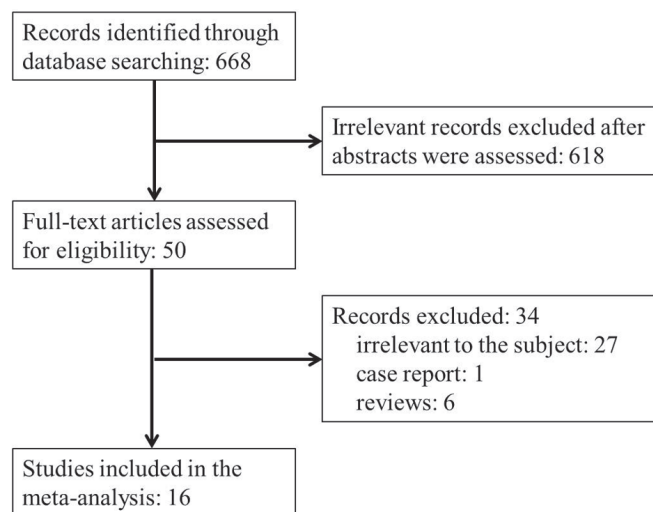 Records identified through
database searching: 668
Irrelevant records excluded after
abstracts were assessed: 618
Full-text articles assessed
for eligibility: 50
Records excluded: 34
irrelevant to the subject: 27
case report: 1
reviews: 6
Studies included in the
meta-analysis: 16